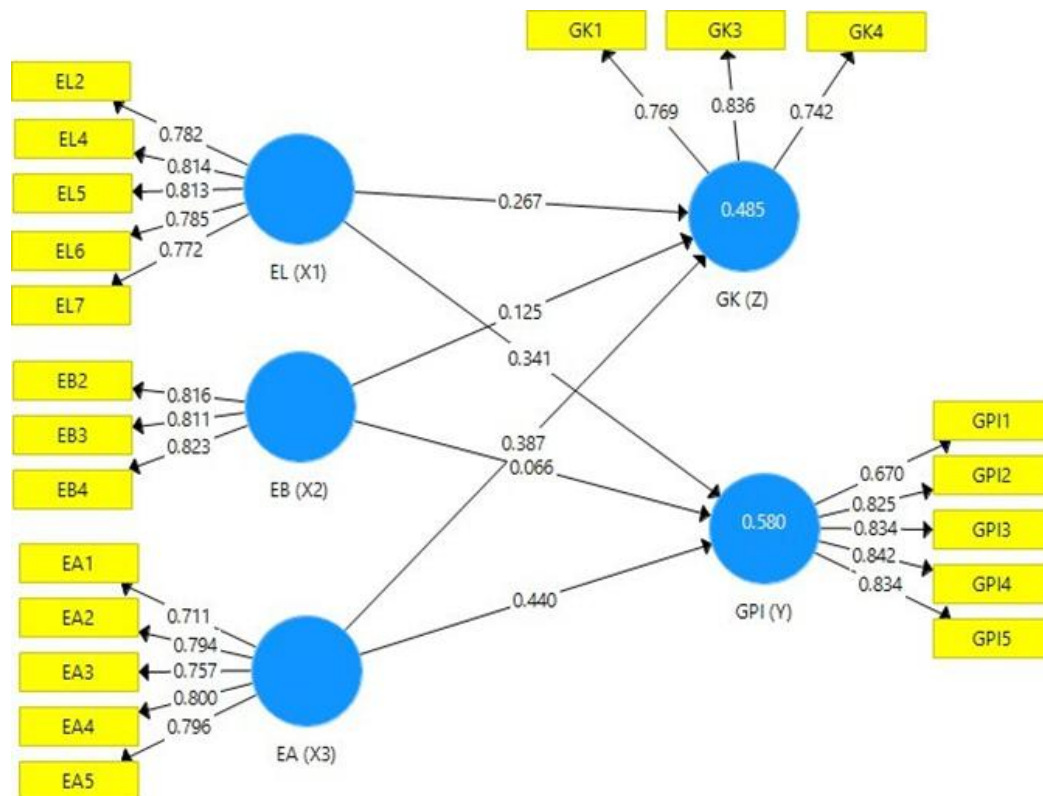 GK1
GK3
GK4
0.769
0.836
0.742
EL2
EL4
EL5
EL6
EL7
0.782
0.814
0.813
0.785
0.772
EL (X1)
0.267
0.485
GK (Z)
0.125
0.341
EB2
EB3
EB4
0.816
0.811
0.823
EB (X2)
0.387
0.066
GPI1
GPI2
GPI3
GPI4
GPI5
0.670
0.825
0.834
0.842
0.834
0.580
GPI (Y)
0.440
EA1
EA2
EA3
EA4
EA5
0.711
0.794
0.757
0.800
0.796
EA (X3)